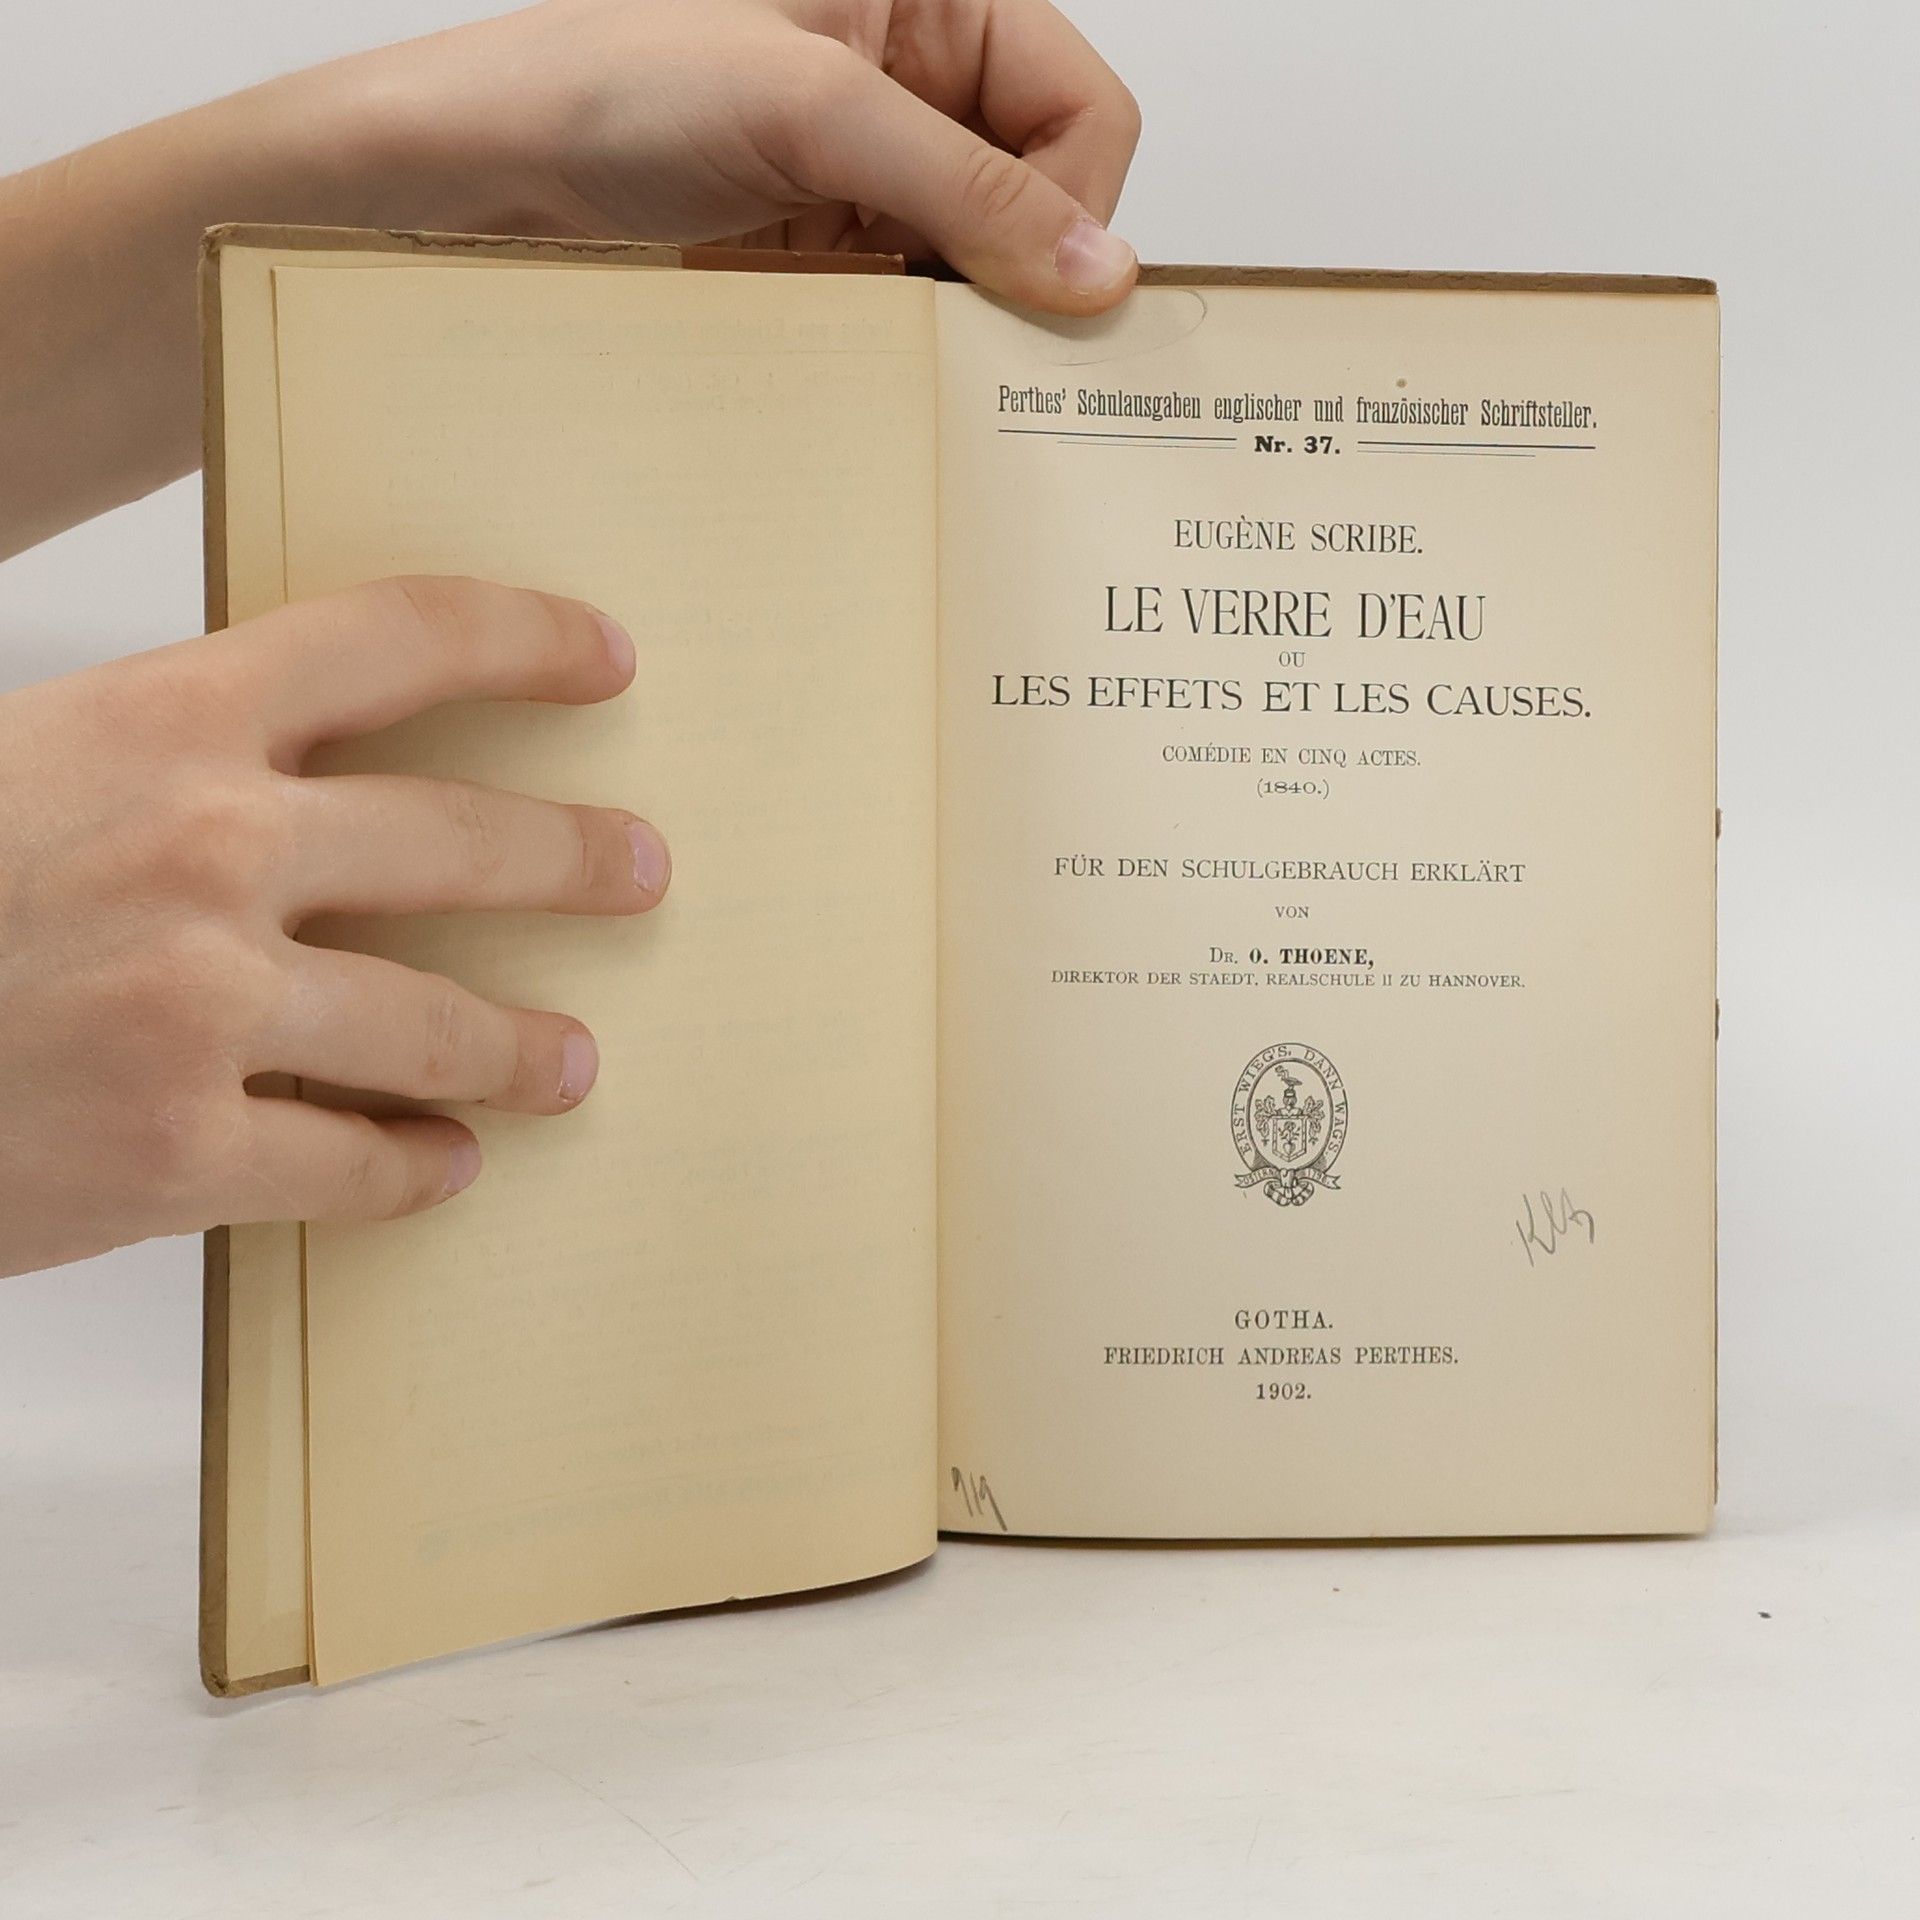 Perthes' Schulausgaben englischer und französischer Schriftsteller.
Nr. 37.
EUGÈNE SCRIBE.
LE VERRE D'EAU
OU
LES EFFETS ET LES CAUSES.
COMÉDIE EN CINQ ACTES.
(1840.)
FÜR DEN SCHULGEBRAUCH ERKLÄRT
VON
DR. O. THOENE,
DIREKTOR DER STAEDT. REALSCHULE II ZU HANNOVER.
ERST WIEG'S, DANN WAG'S.
GOTHA.
FRIEDRICH ANDREAS PERTHES.
1902.